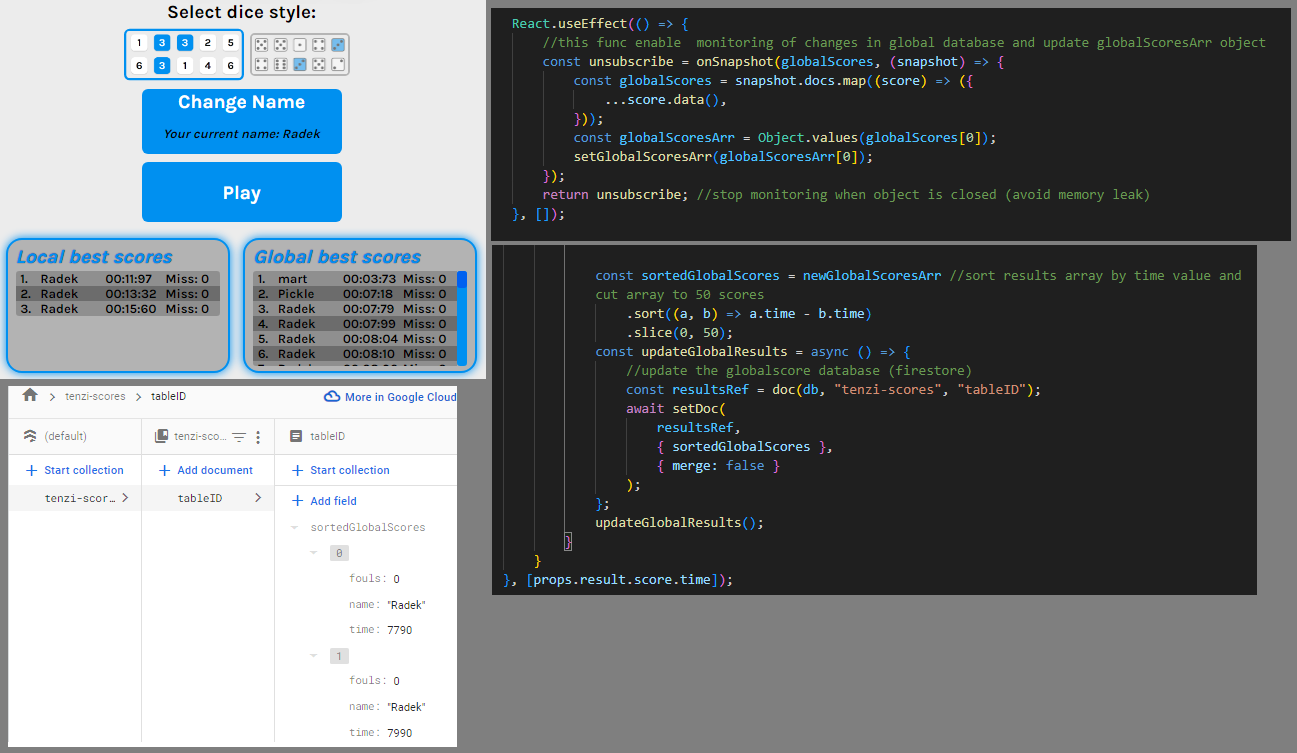 Select dice style:
1 3 3 2 5
6 3 1 4 6
Change Name
Your current name: Radek
Play
Local best scores
1. Radek 00:11:97 Miss: 0
2. Radek 00:13:32 Miss: 0
3. Radek 00:15:60 Miss: 0
Global best scores
1. mart 00:03:73 Miss: 0
2. Pickle 00:07:18 Miss: 0
3. Radek 00:07:79 Miss: 0
4. Radek 00:07:99 Miss: 0
5. Radek 00:08:04 Miss: 0
6. Radek 00:08:10 Miss: 0
tenzi-scores > tableID
More in Google Cloud
(default)
tenzi-sco...
tableID
+ Start collection
+ Add document
+ Start collection
tenzi-scor... >
tableID >
+ Add field
sortedGlobalScores
0
fouls: 0
name: "Radek"
time: 7790
1
fouls: 0
name: "Radek"
time: 7990
React.useEffect(() => {
//this func enable  monitoring of changes in global database and update globalScoresArr object
const unsubscribe = onSnapshot(globalScores, (snapshot) => {
const globalScores = snapshot.docs.map((score) => ({
...score.data(),
}));
const globalScoresArr = Object.values(globalScores[0]);
setGlobalScoresArr(globalScoresArr[0]);
});
return unsubscribe; //stop monitoring when object is closed (avoid memory leak)
}, []);
const sortedGlobalScores = newGlobalScoresArr //sort results array by time value and
cut array to 50 scores
.sort((a, b) => a.time - b.time)
.slice(0, 50);
const updateGlobalResults = async () => {
//update the globalscore database (firestore)
const resultsRef = doc(db, "tenzi-scores", "tableID");
await setDoc(
resultsRef,
{ sortedGlobalScores },
{ merge: false }
);
};
updateGlobalResults();
}
}
}, [props.result.score.time]);